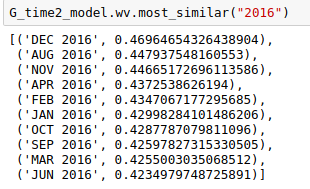 G_time2_model.wv.most_similar("2016")
[('DEC 2016', 0.46964654326438904),
('AUG 2016', 0.447937548160553),
('NOV 2016', 0.44665172696113586),
('APR 2016', 0.4372538626194),
('FEB 2016', 0.4347067177295685),
('JAN 2016', 0.42998284101486206),
('OCT 2016', 0.4287787079811096),
('SEP 2016', 0.42597827315330505),
('MAR 2016', 0.4255003035068512),
('JUN 2016', 0.4234979748725891)]